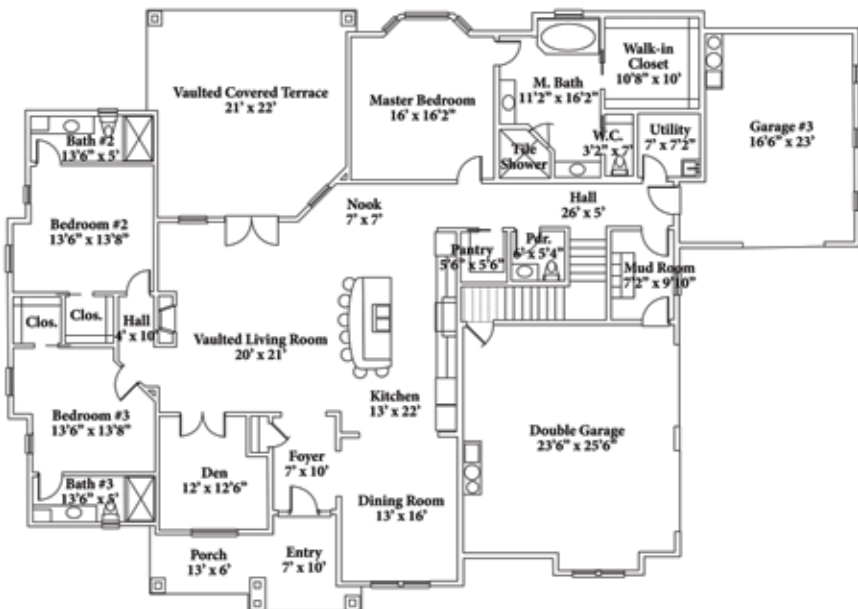 Vaulted Covered Terrace
21' x 22'
Master Bedroom
16' x 16'2"
M. Bath
11'2" x 16'2"
Walk-in
Closet
10'8" x 10'
Garage #3
16'6" x 23'
Bath #2
13'6" x 5'
Tile
Shower
W.C.
3'2" x 7'
Utility
7' x 7'2"
Bedroom #2
13'6" x 13'8"
Nook
7' x 7'
Hall
26' x 5'
Pantry
5'6" x 5'6"
Pdr.
6' x 5'4"
Mud Room
7'2" x 9'10"
Clos.
Clos.
Hall
4' x 10'
Vaulted Living Room
20' x 21'
Kitchen
13' x 22'
Bedroom #3
13'6" x 13'8"
Double Garage
23'6" x 25'6"
Foyer
7' x 10'
Den
12' x 12'6"
Bath #3
13'6" x 5'
Dining Room
13' x 16'
Porch
13' x 6'
Entry
7' x 10'